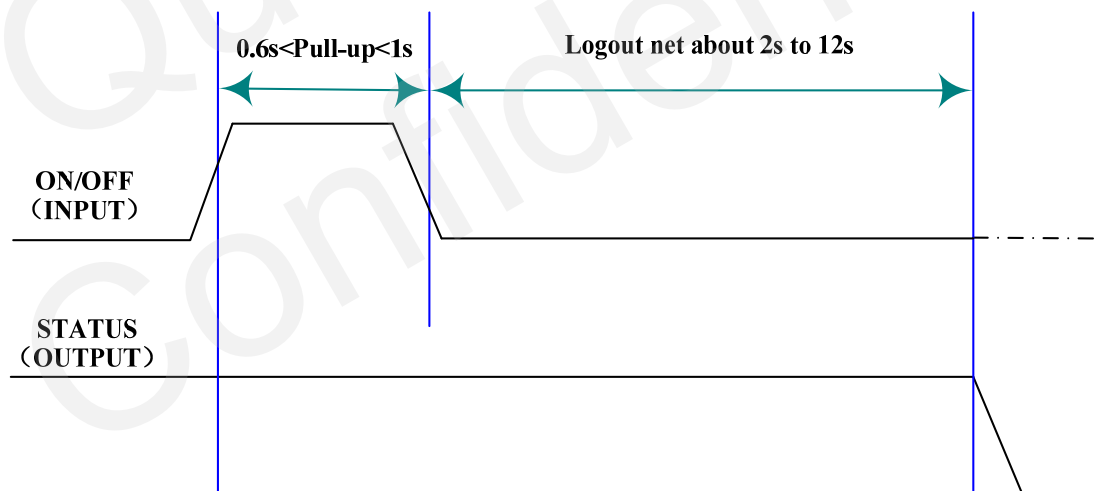 0.6s<Pull-up<1s
Logout net about 2s to 12s
ON/OFF
（INPUT）
STATUS
（OUTPUT）